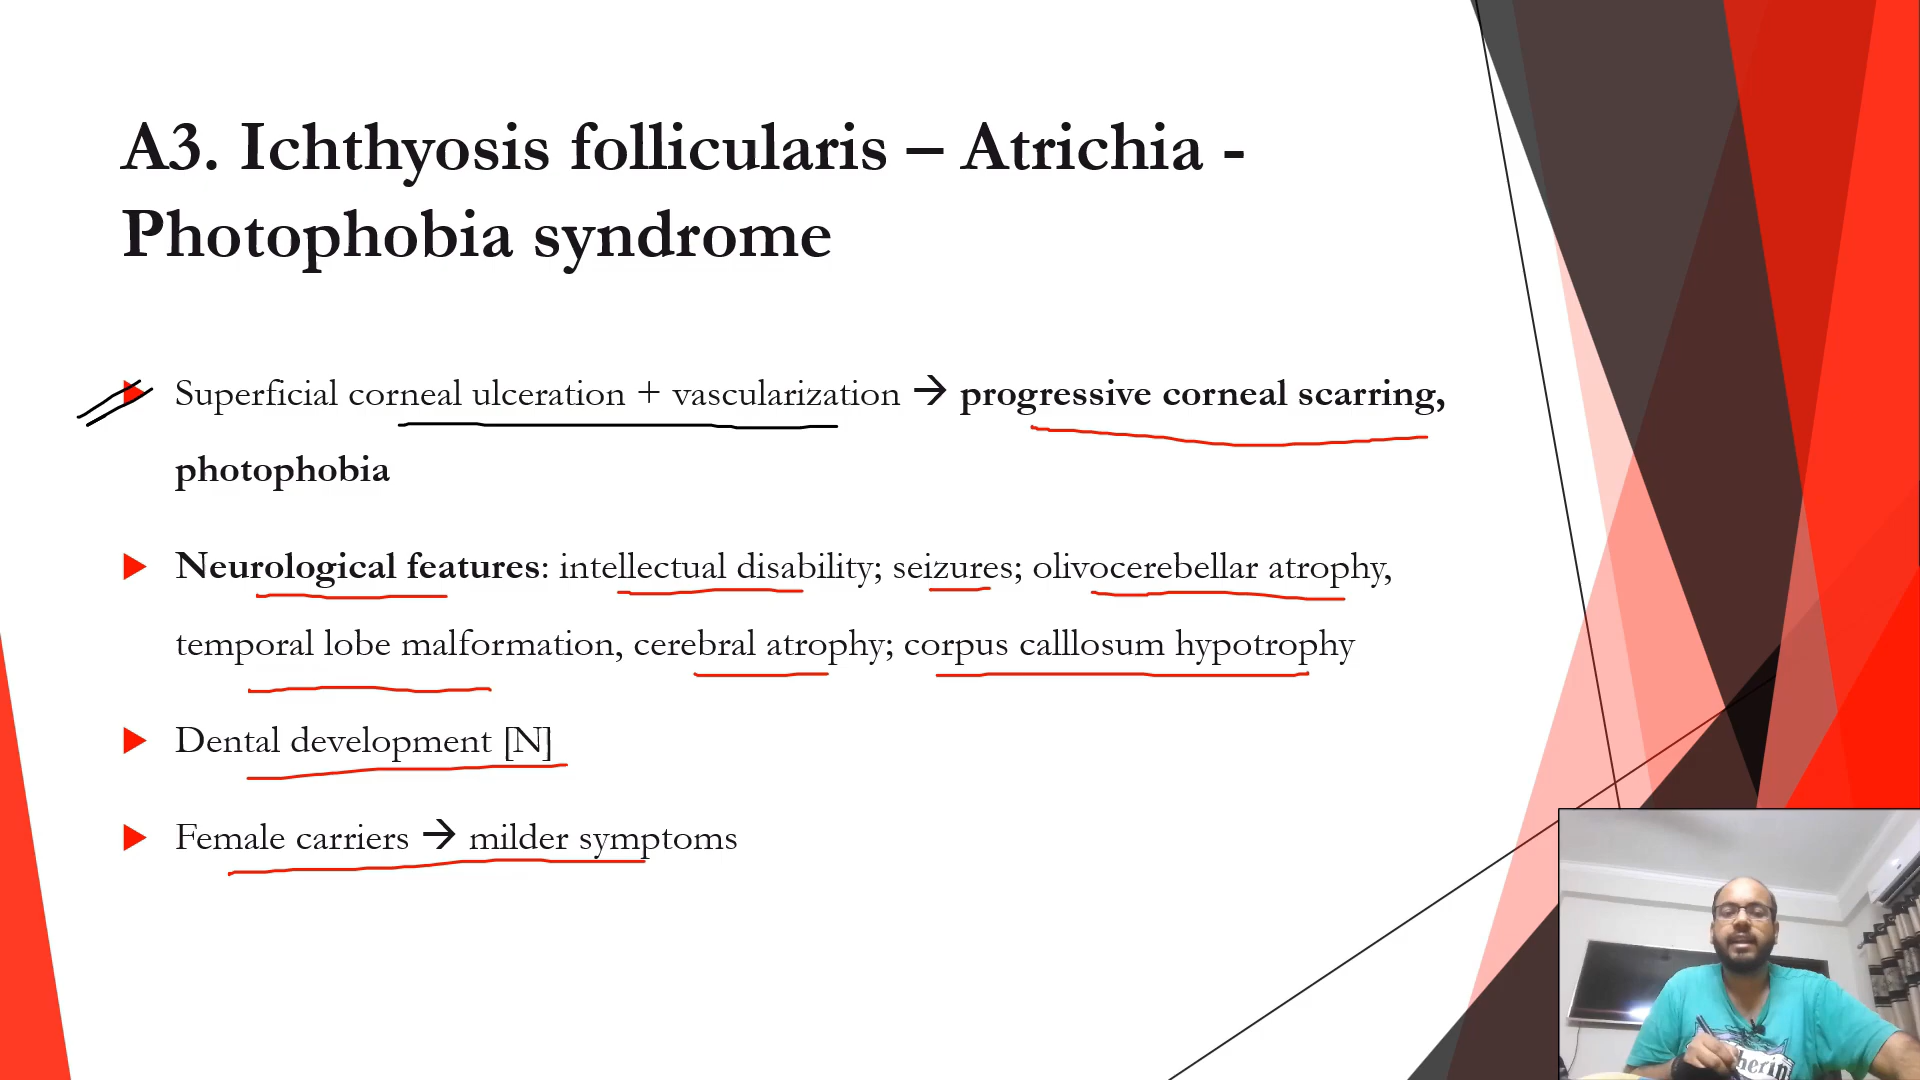 A3. Ichthyosis follicularis – Atrichia -
Photophobia syndrome
Superficial corneal ulceration + vascularization → progressive corneal scarring,
photophobia
Neurological features: intellectual disability; seizures; olivocerebellar atrophy,
temporal lobe malformation, cerebral atrophy; corpus calllosum hypotrophy
Dental development [N]
Female carriers → milder symptoms